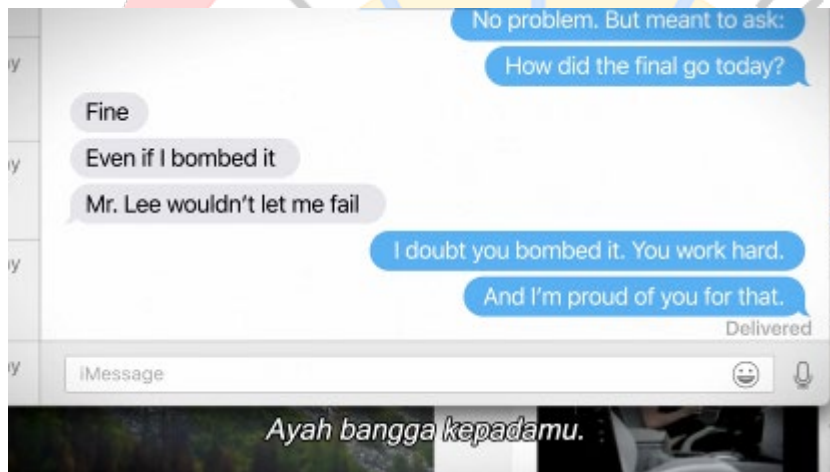 No problem. But meant to ask:
How did the final go today?
Fine
Even if I bombed it
Mr. Lee wouldn't let me fail
I doubt you bombed it. You work hard.
And I'm proud of you for that.
Delivered
iMessage
Ayah bangga kepadamu.